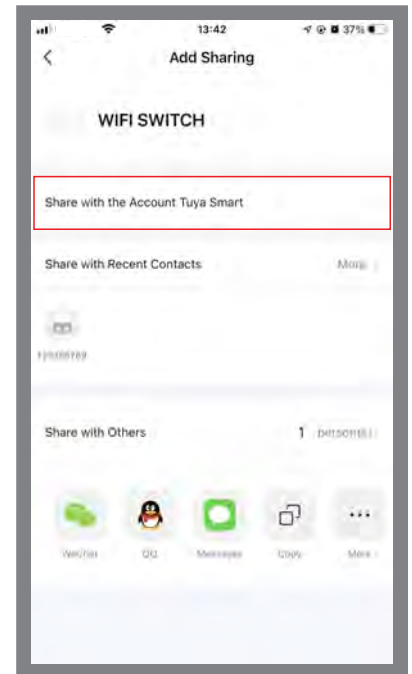 13:42
37%
Add Sharing
WIFI SWITCH
Share with the Account Tuya Smart
Share with Recent Contacts
More
Share with Others
1 person(s)
WeChat
QQ
Messages
Copy
More